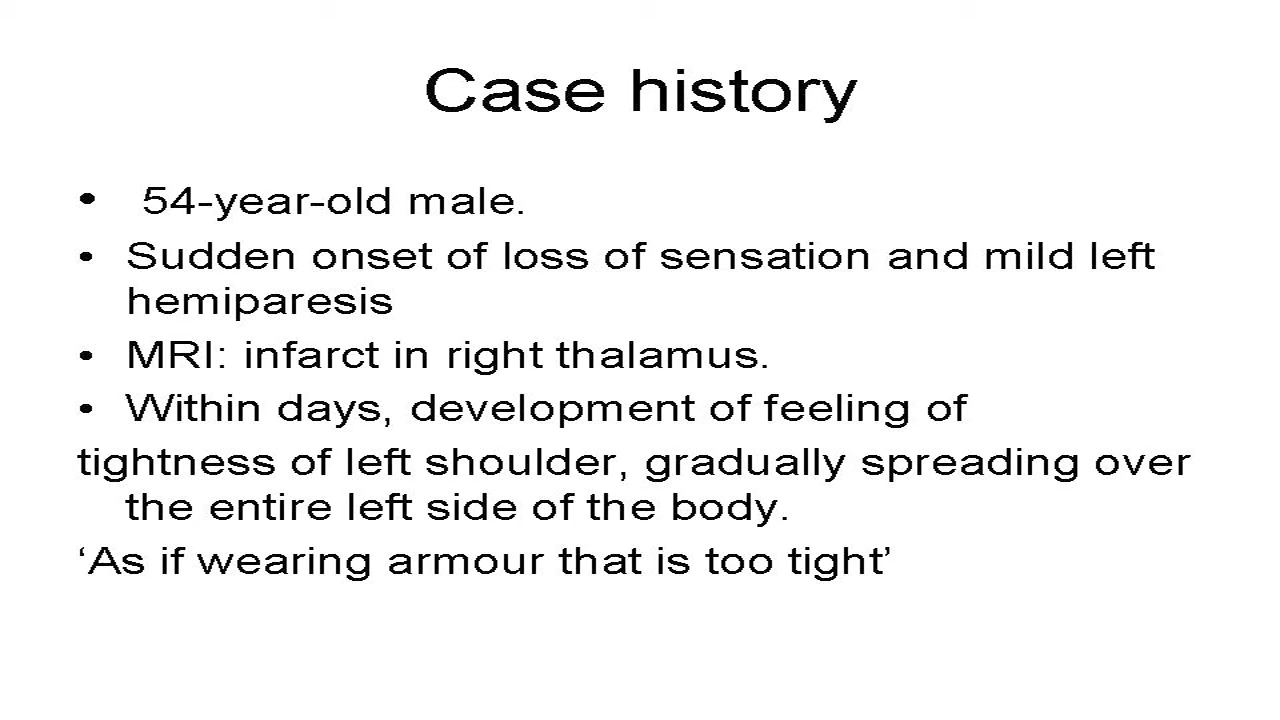 Case history
• 54-year-old male.
• Sudden onset of loss of sensation and mild left
hemiparesis
• MRI: infarct in right thalamus.
• Within days, development of feeling of
tightness of left shoulder, gradually spreading over
the entire left side of the body.
‘As if wearing armour that is too tight’